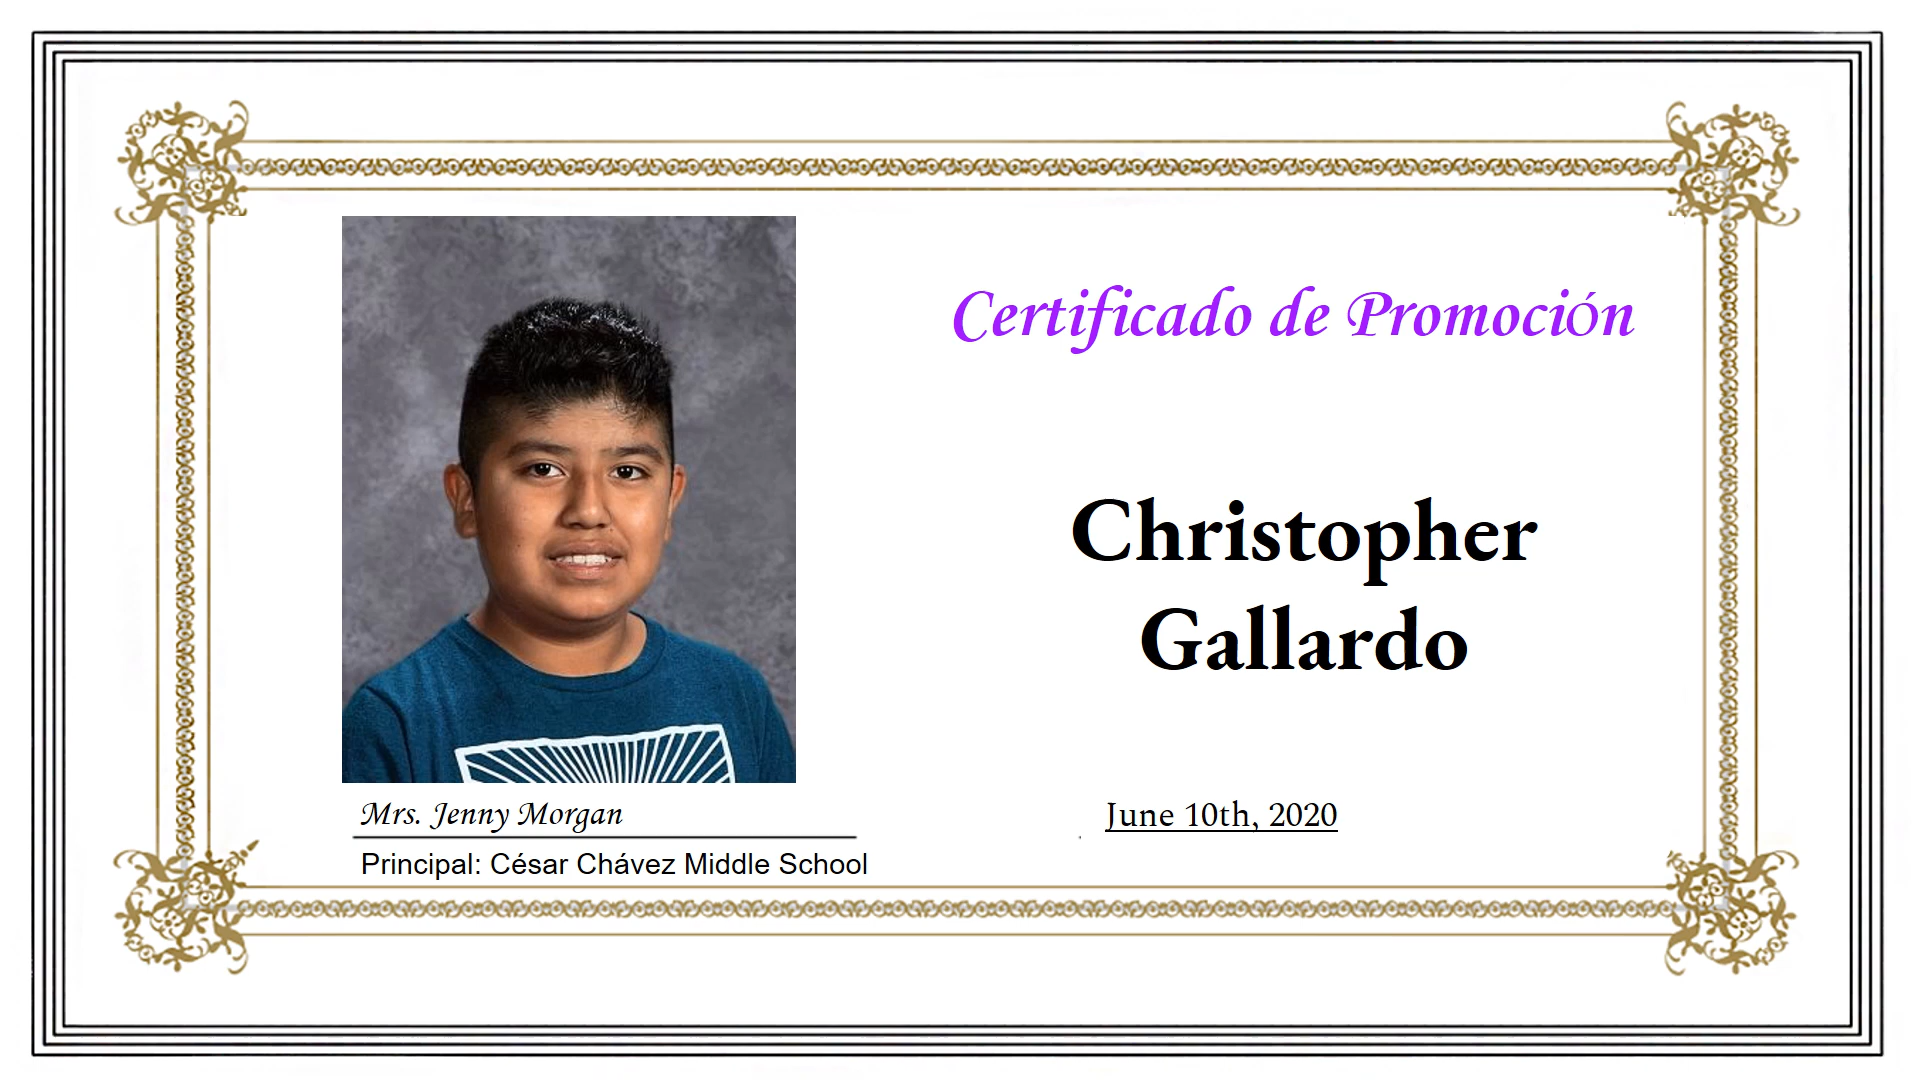 Certificado de Promoción
Christopher
Gallardo
Mrs. Jenny Morgan
June 10th, 2020
Principal: César Chávez Middle School